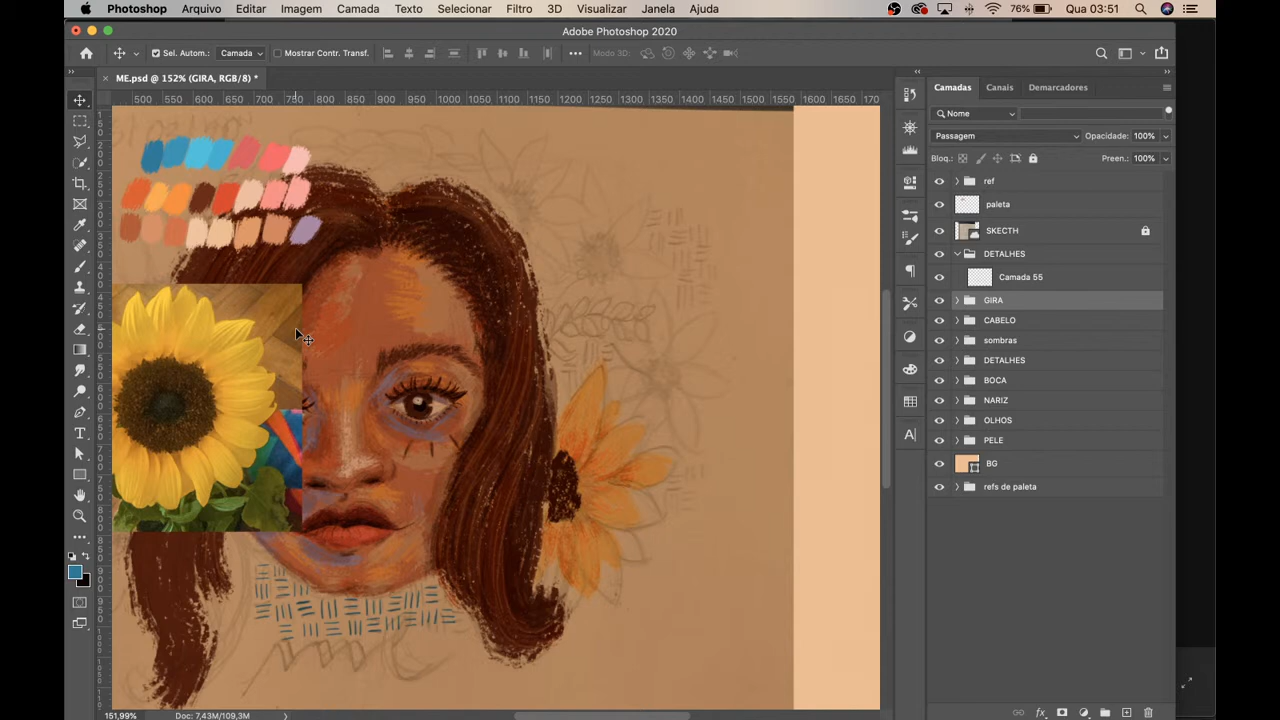 Photoshop Arquivo Editar Imagem Camada Texto Selecionar Filtro 3D Visualizar Janela Ajuda 76% Qua 03:51
Adobe Photoshop 2020
Sel. Autom.: Camada Mostrar Contr. Transf. Modo 3D:
ME.psd @ 152% (GIRA, RGB/8) *
500 550 600 650 700 750 800 850 900 950 1000 1050 1100 1150 1200 1250 1300 1350 1400 1450 1500 1550 1600 1650 170
Camadas Canais Demarcadores
Nome
Passagem Opacidade: 100%
Bloq.: Preen.: 100%
ref
paleta
SKECTH
DETALHES
Camada 55
GIRA
CABELO
sombras
DETALHES
BOCA
NARIZ
OLHOS
PELE
BG
refs de paleta
151,99% Doc: 7,43M/109,3M